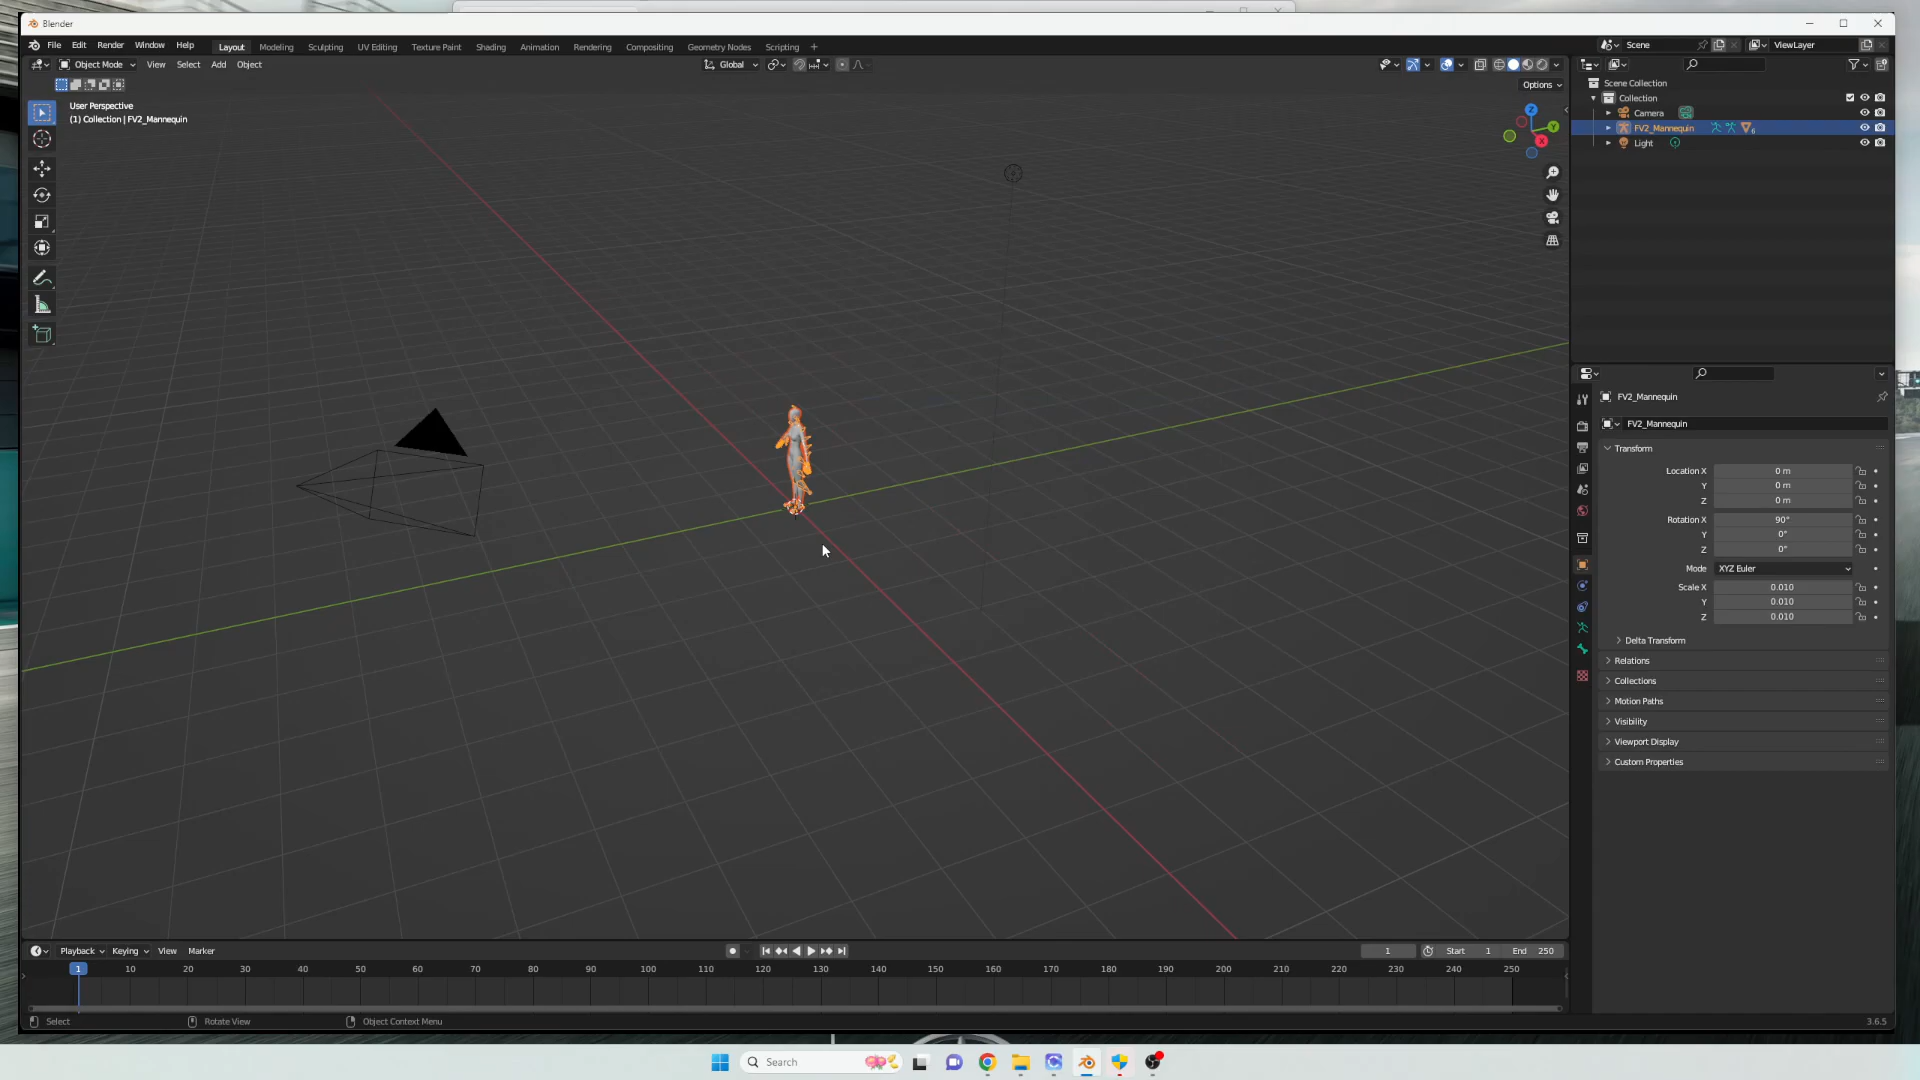 Blender
File Edit Render Window Help Layout Modeling Sculpting UV Editing Texture Paint Shading Animation Rendering Compositing Geometry Nodes Scripting +
Scene ViewLayer
Object Mode View Select Add Object Global
Options
User Perspective
(1) Collection | FV2_Mannequin
Z
Y
X
Scene Collection
Collection
Camera
FV2_Mannequin 6
Light
FV2_Mannequin
FV2_Mannequin
Transform
Location X 0 m
Y 0 m
Z 0 m
Rotation X 90°
Y 0°
Z 0°
Mode XYZ Euler
Scale X 0.010
Y 0.010
Z 0.010
Delta Transform
Relations
Collections
Motion Paths
Visibility
Viewport Display
Custom Properties
Playback Keying View Marker 1 Start 1 End 250
1 10 20 30 40 50 60 70 80 90 100 110 120 130 140 150 160 170 180 190 200 210 220 230 240 250
Select Rotate View Object Context Menu 3.6.5
Search